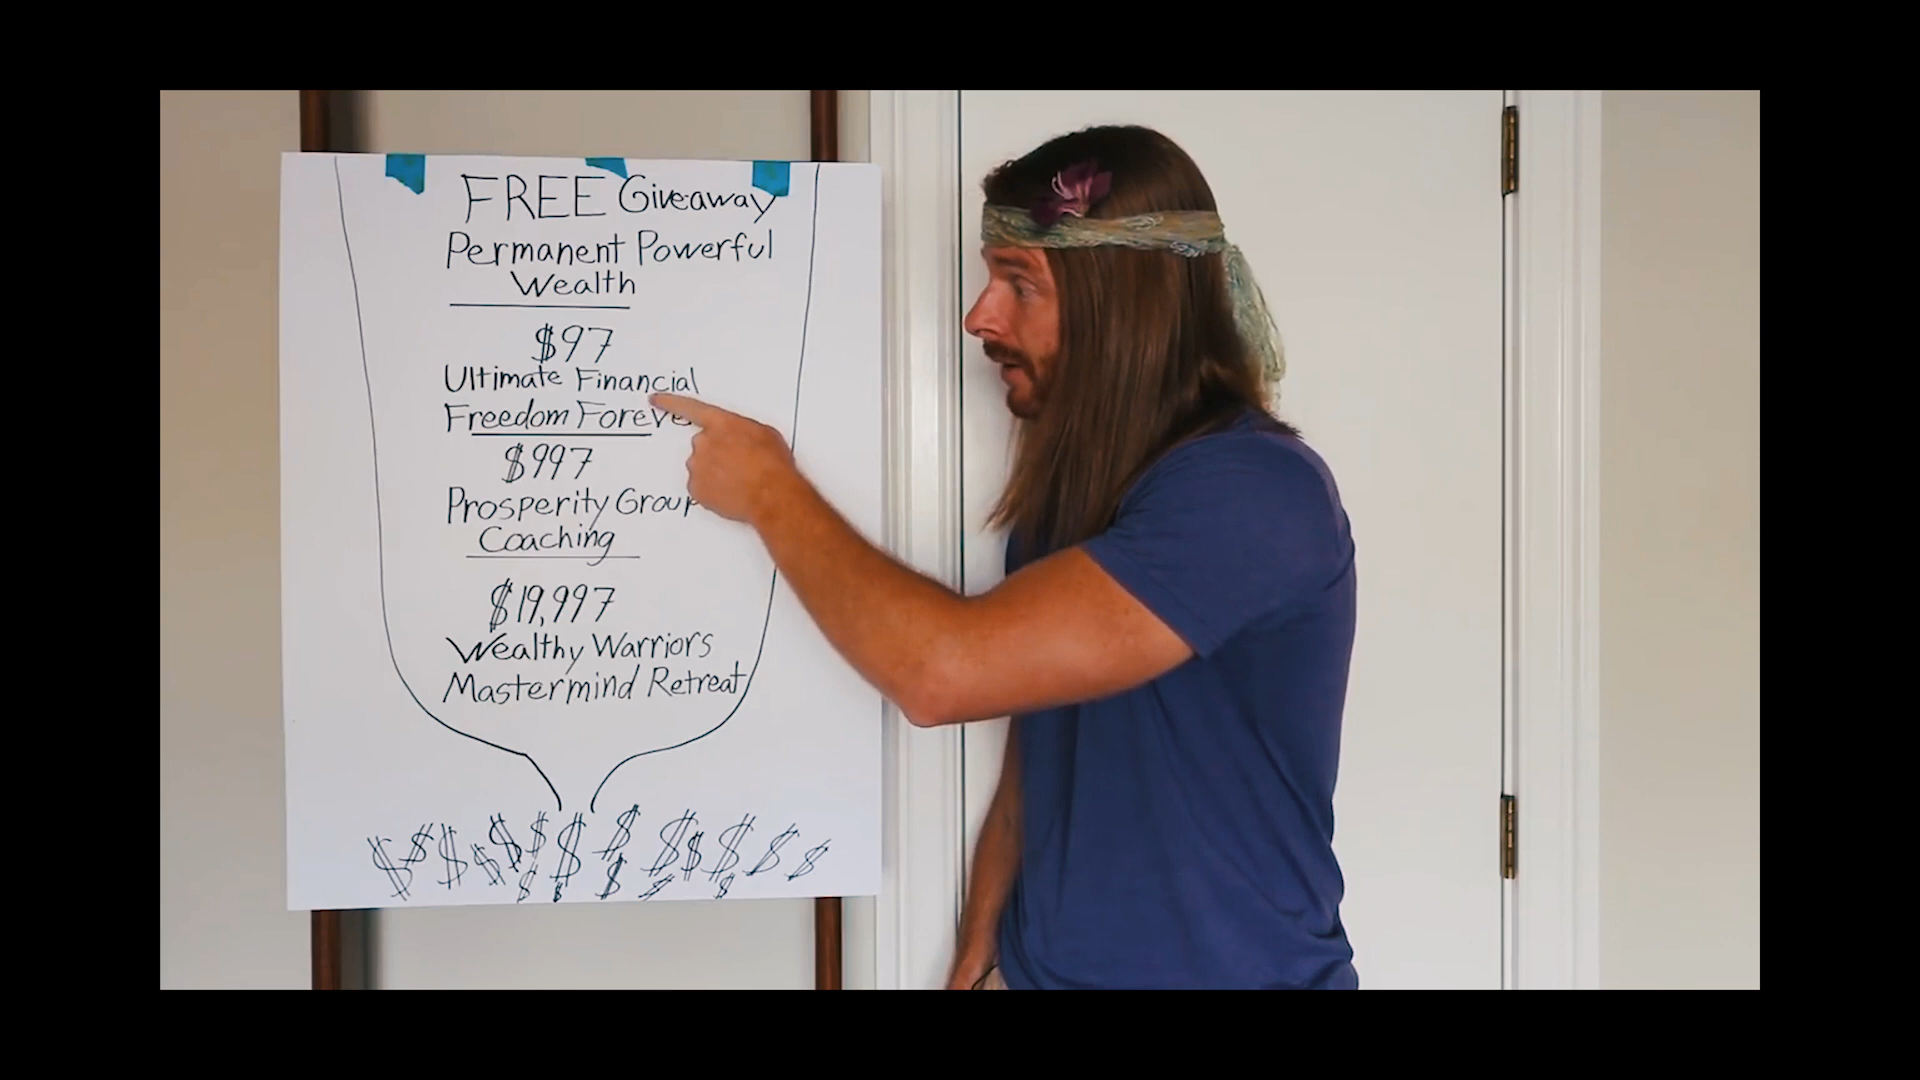 FREE Giveaway
Permanent Powerful
Wealth
$97
Ultimate Financial
Freedom Foreve
$997
Prosperity Group
Coaching
$19,997
Wealthy Warriors
Mastermind Retreat
$ $ $ $ $ $ $ $ $ $ $ $ $
$ $ $ $ $